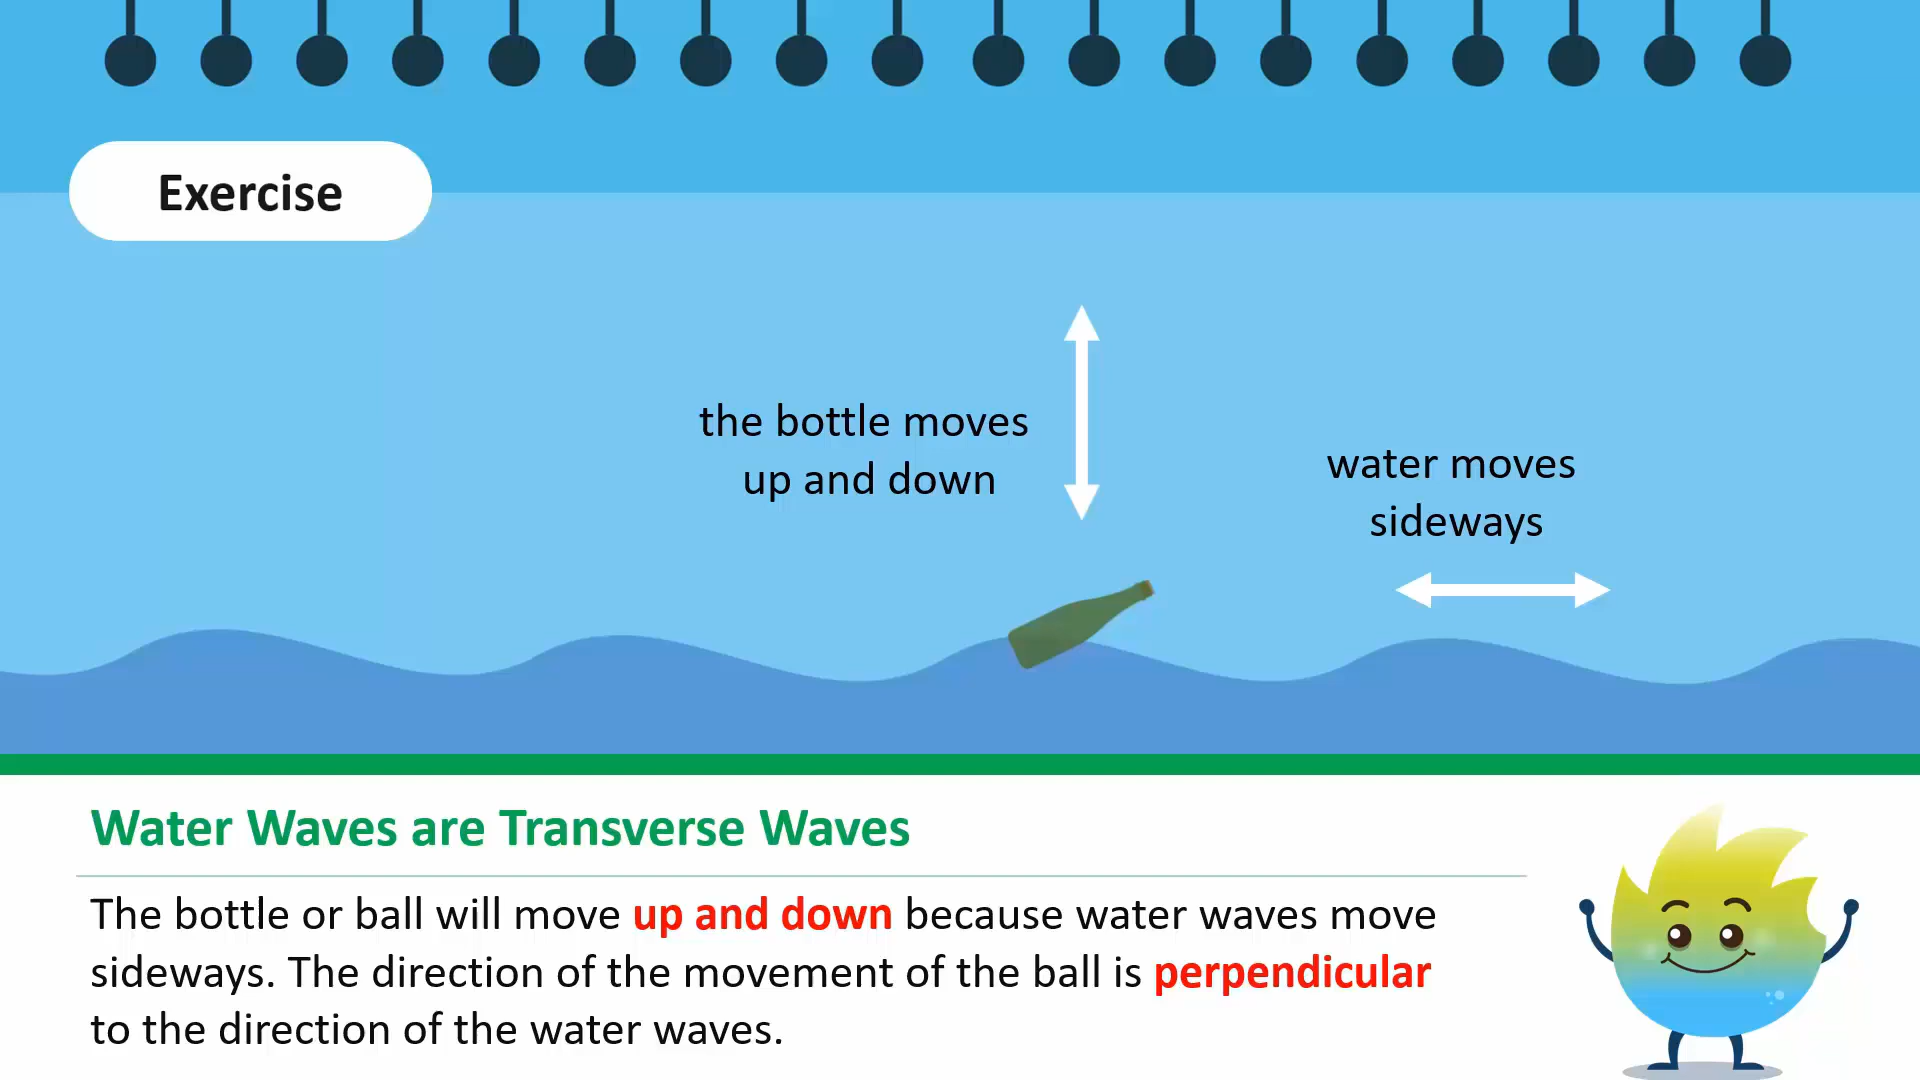 Exercise
the bottle moves
up and down
water moves
sideways
Water Waves are Transverse Waves
The bottle or ball will move up and down because water waves move
sideways. The direction of the movement of the ball is perpendicular
to the direction of the water waves.